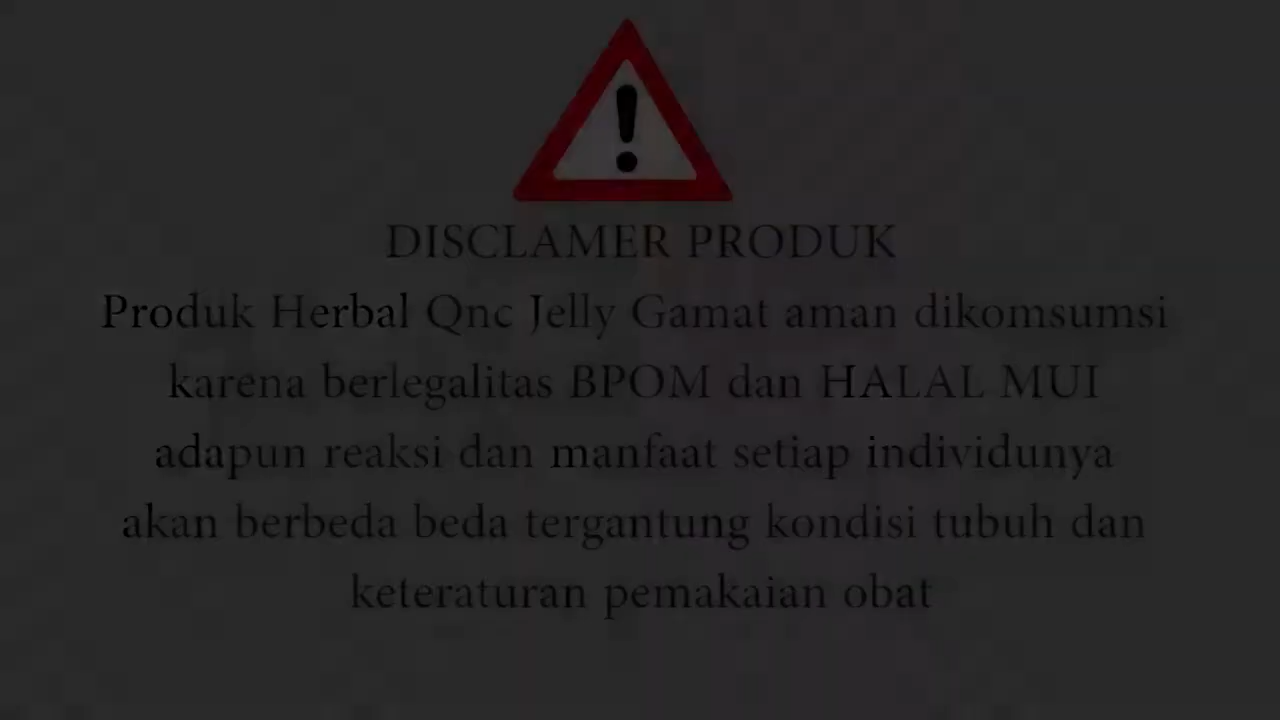 DISCLAMER PRODUK
Produk Herbal Qnc Jelly Gamat aman dikomsumsi
karena berlegalitas BPOM dan HALAL MUI
adapun reaksi dan manfaat setiap individunya
akan berbeda beda tergantung kondisi tubuh dan
keteraturan pemakaian obat